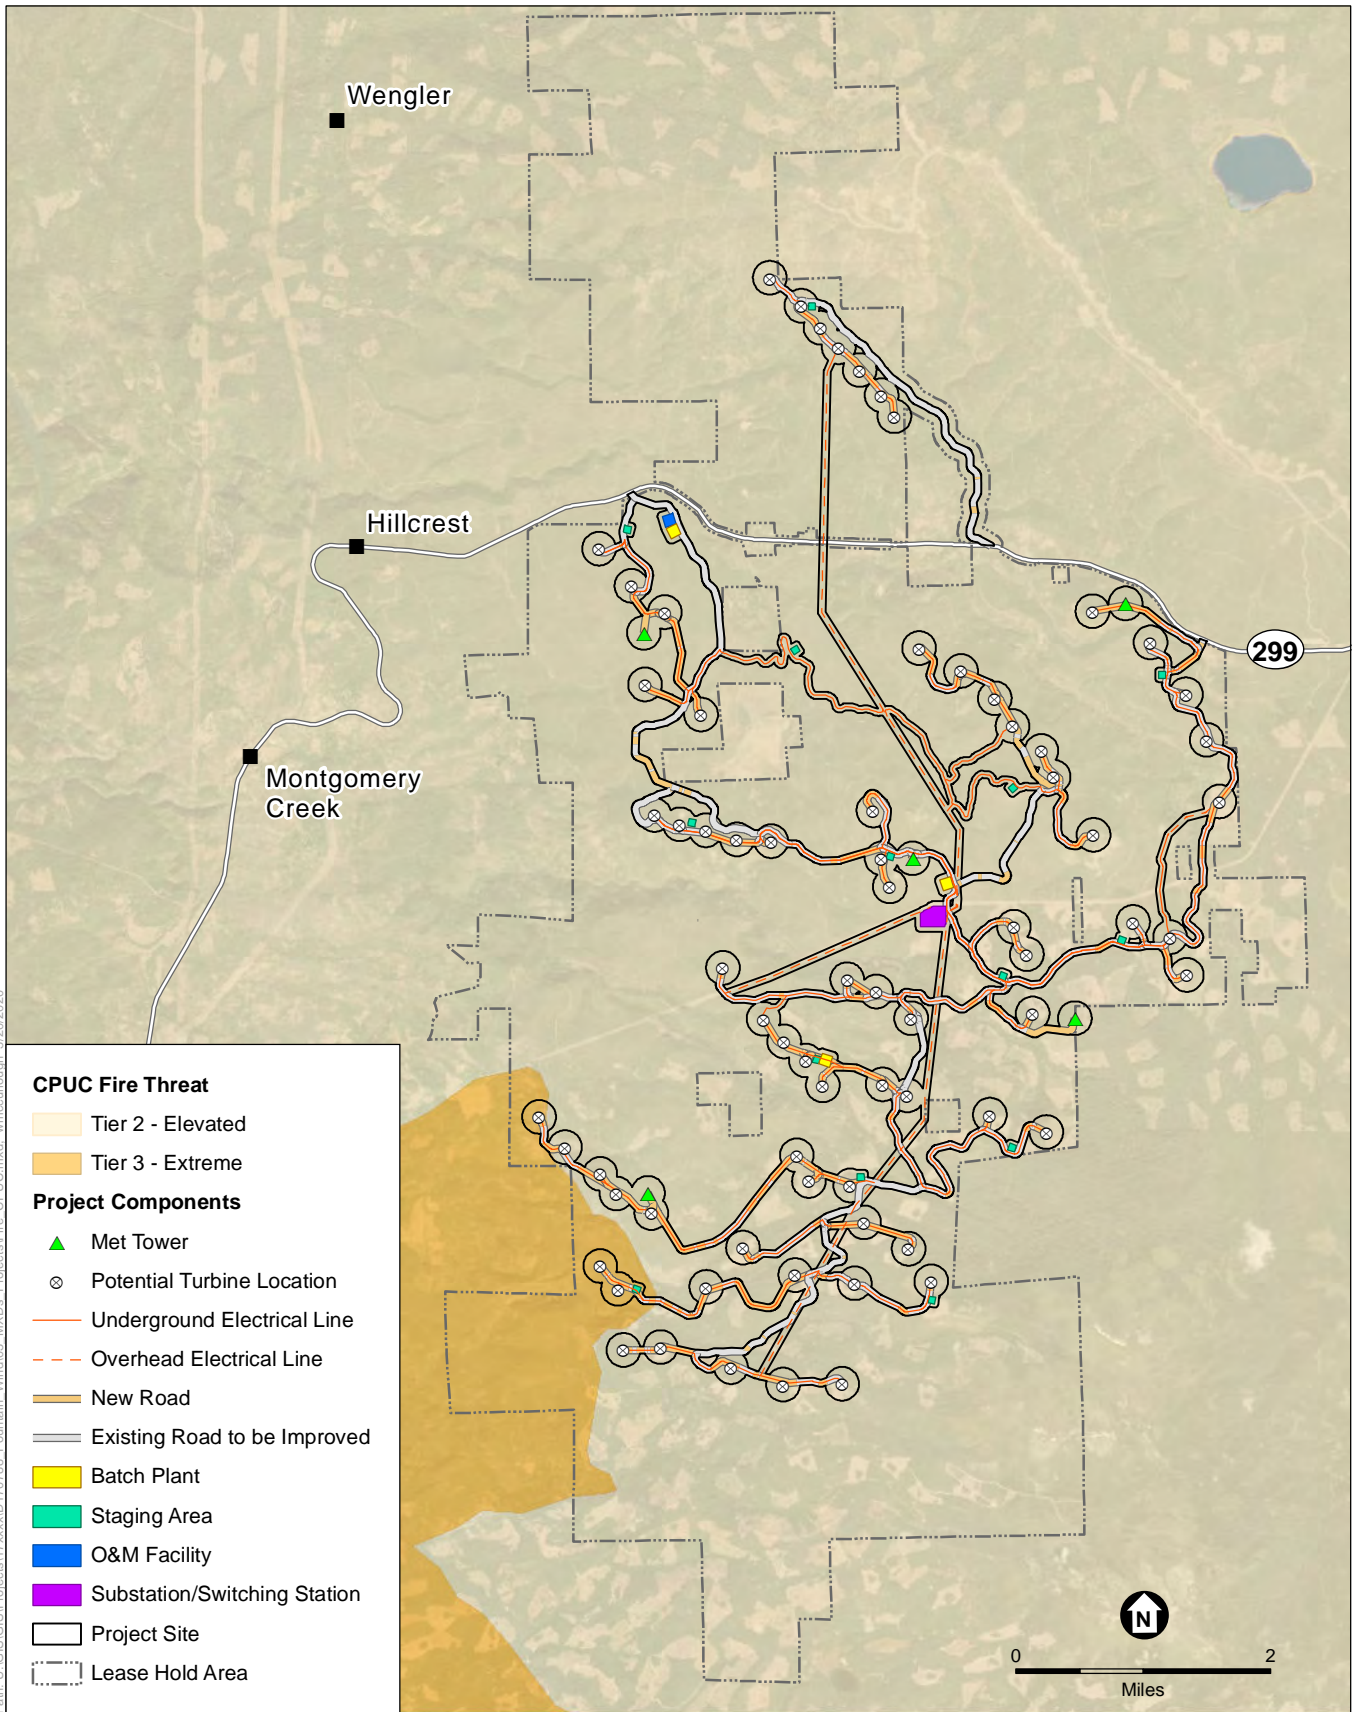 Wengler
Hillcrest
299
Montgomery
Creek
CPUC Fire Threat
Tier 2 - Elevated
Tier 3 - Extreme
Project Components
Met Tower
Potential Turbine Location
Underground Electrical Line
Overhead Electrical Line
New Road
Existing Road to be Improved
Batch Plant
Staging Area
O&M Facility
Substation/Switching Station
Project Site
Lease Hold Area
N
0 2
Miles